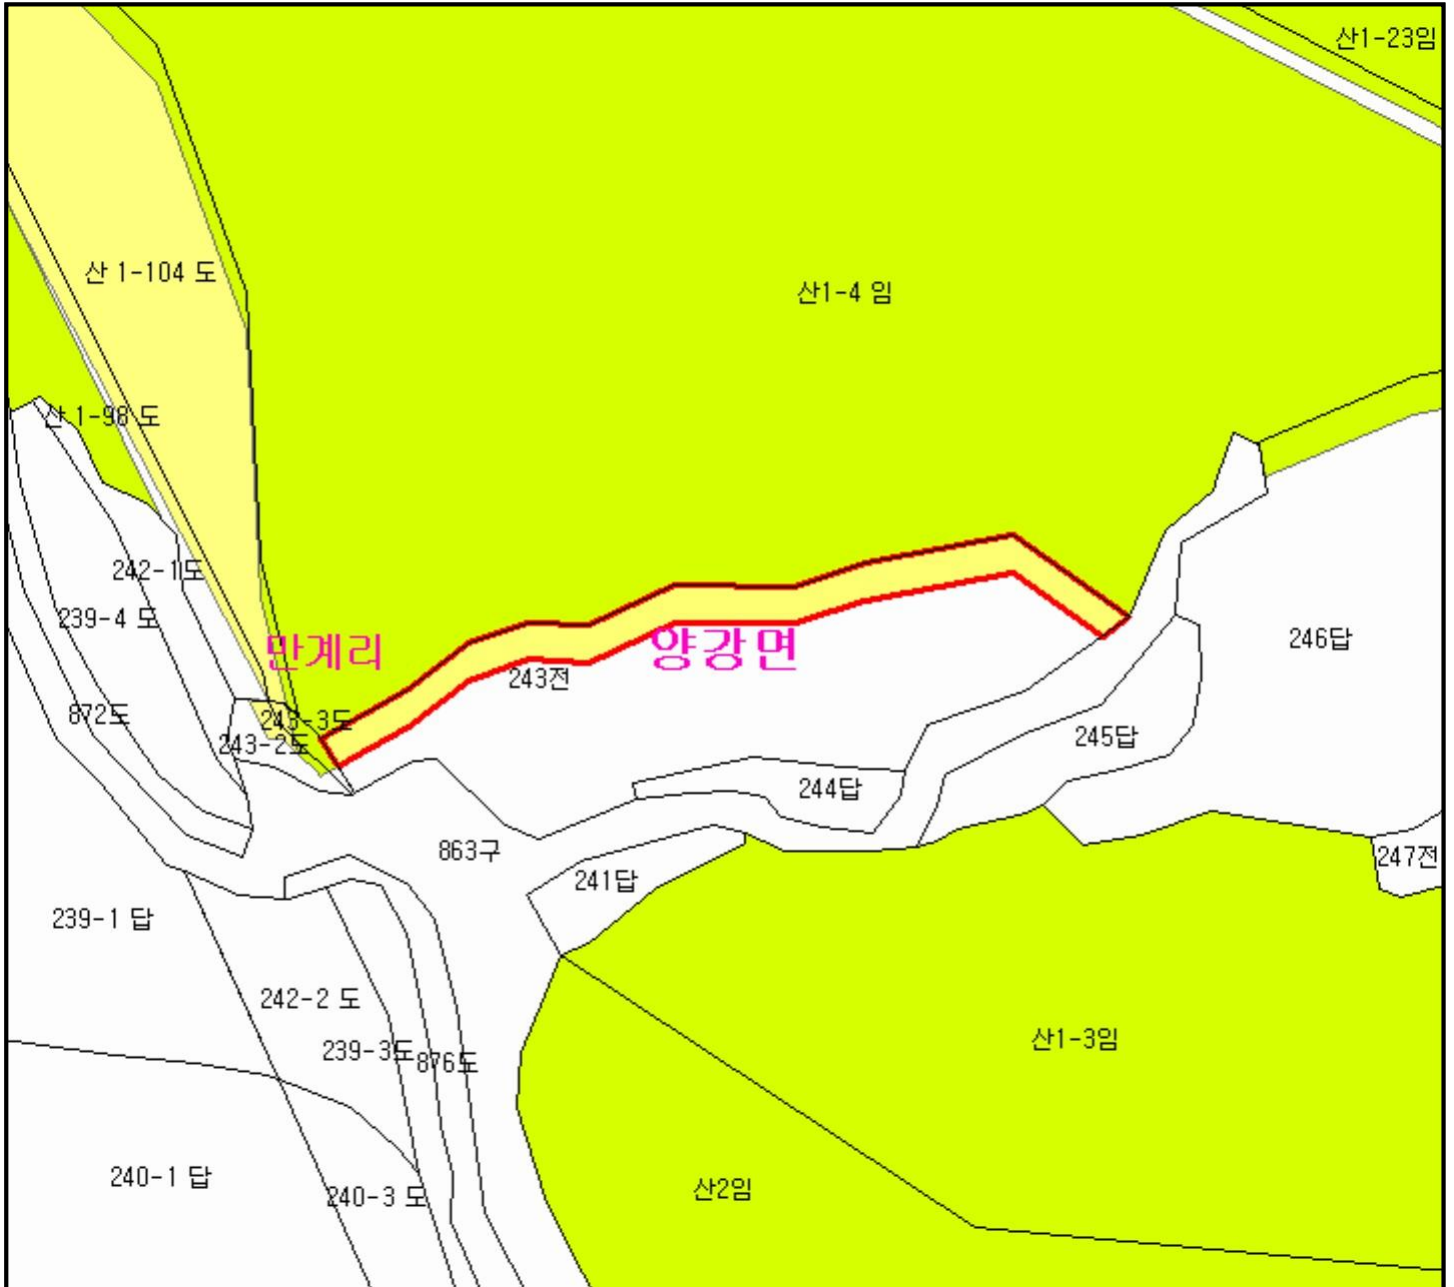 산1-23임
산 1-104 도
산1-4 임
산 1-98 도
242-1도
239-4 도
246답
만계리
양강면
243전
872도
243-3도
243-2도
245답
244답
863구
247전
241답
239-1 답
242-2 도
산1-3임
239-3도
876도
240-1 답
240-3 도
산2임